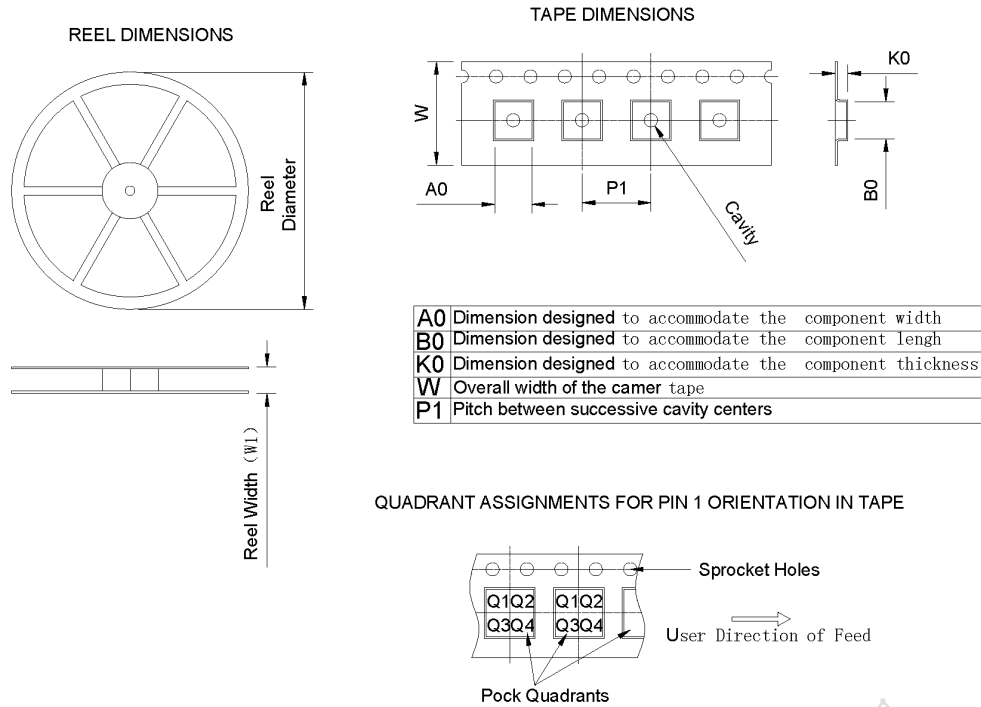 TAPE DIMENSIONS
REEL DIMENSIONS
K0
W
Reel
Diameter
A0
P1
B0
Cavity
A0 Dimension designed to accommodate the component width
B0 Dimension designed to accommodate the component lengh
K0 Dimension designed to accommodate the component thickness
W Overall width of the camer tape
P1 Pitch between successive cavity centers
Reel Width (W1)
QUADRANT ASSIGNMENTS FOR PIN 1 ORIENTATION IN TAPE
Sprocket Holes
Q1Q2 Q1Q2
Q3Q4 Q3Q4
User Direction of Feed
Pock Quadrants